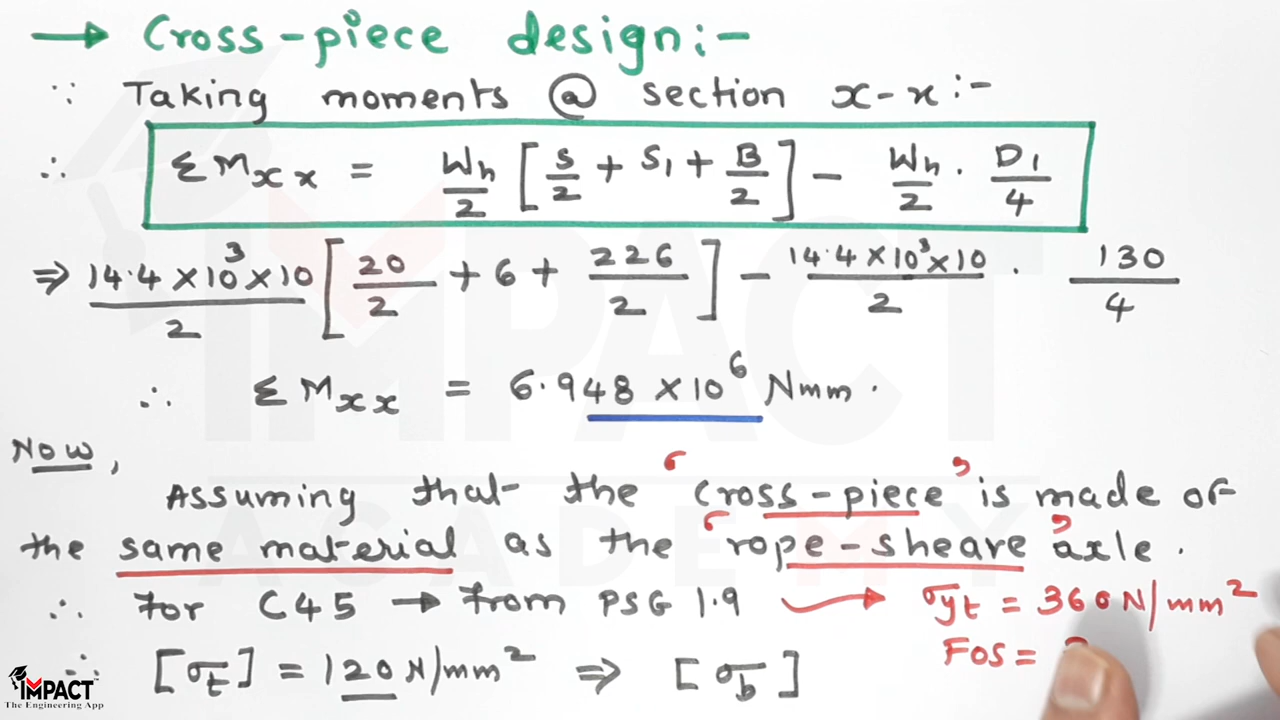 → Cross-piece design:-
∵ Taking moments @ section x-x:-
∴ ΣMxx = Wh/2 [S/2 + S1 + B/2] - Wh/2 . D1/4
⇒ 14.4×10³×10/2 [20/2 + 6 + 226/2] - 14.4×10³×10/2 . 130/4
∴ ΣMxx = 6.948 ×10⁶ Nmm.
Now,
Assuming that the 'cross-piece' is made of
the same material as the 'rope-sheave' axle.
∴ for C45 → from PSG 1.9 → σyt = 360 N/mm²
FOS =
∴ [σt] = 120 N/mm² ⇒ [σb]
IMPACT
The Engineering App
IMPACT
ACADEMY